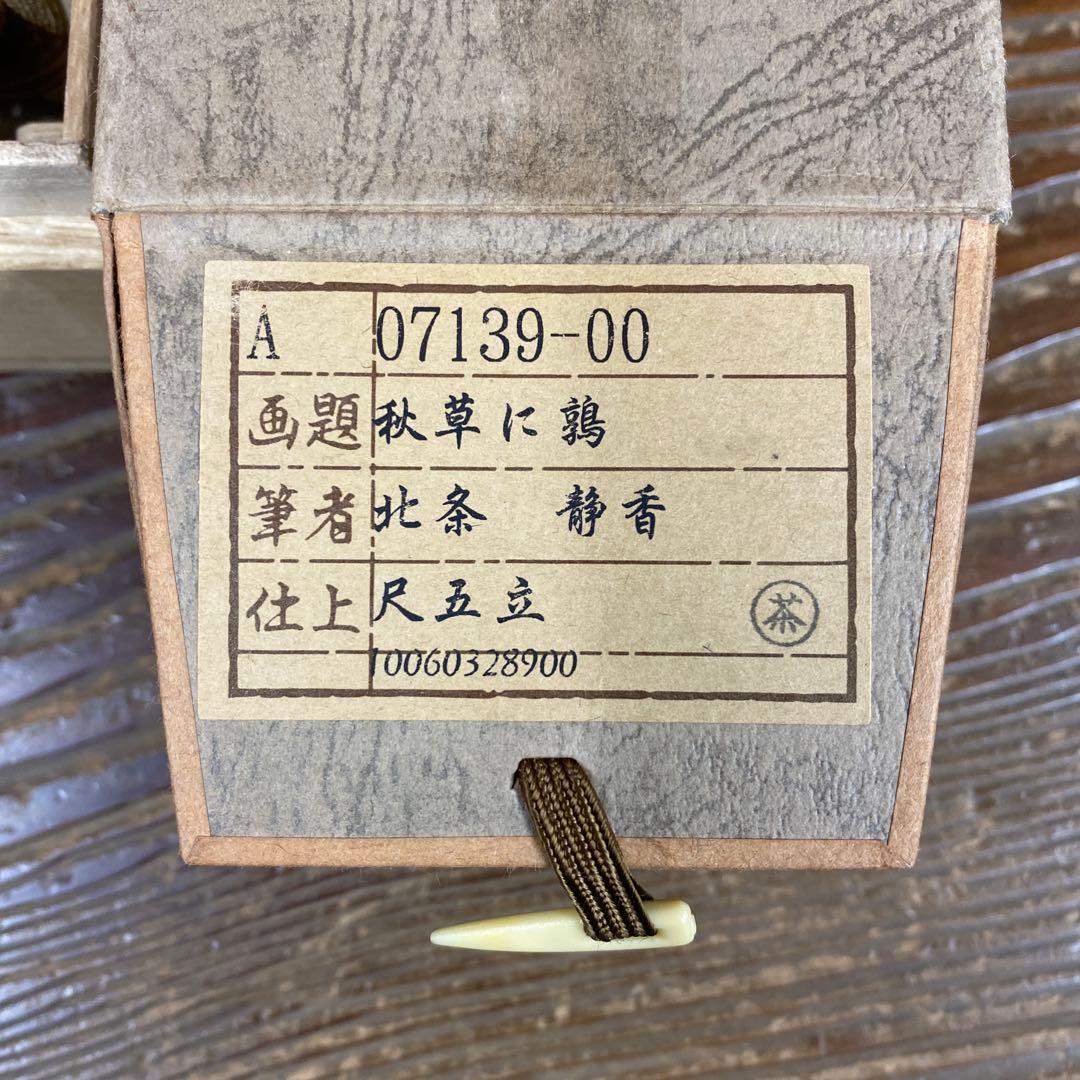 A 07139-00
画題 秋草に鶉
筆者 北条 静香
仕上 尺五立 茶
10060328900